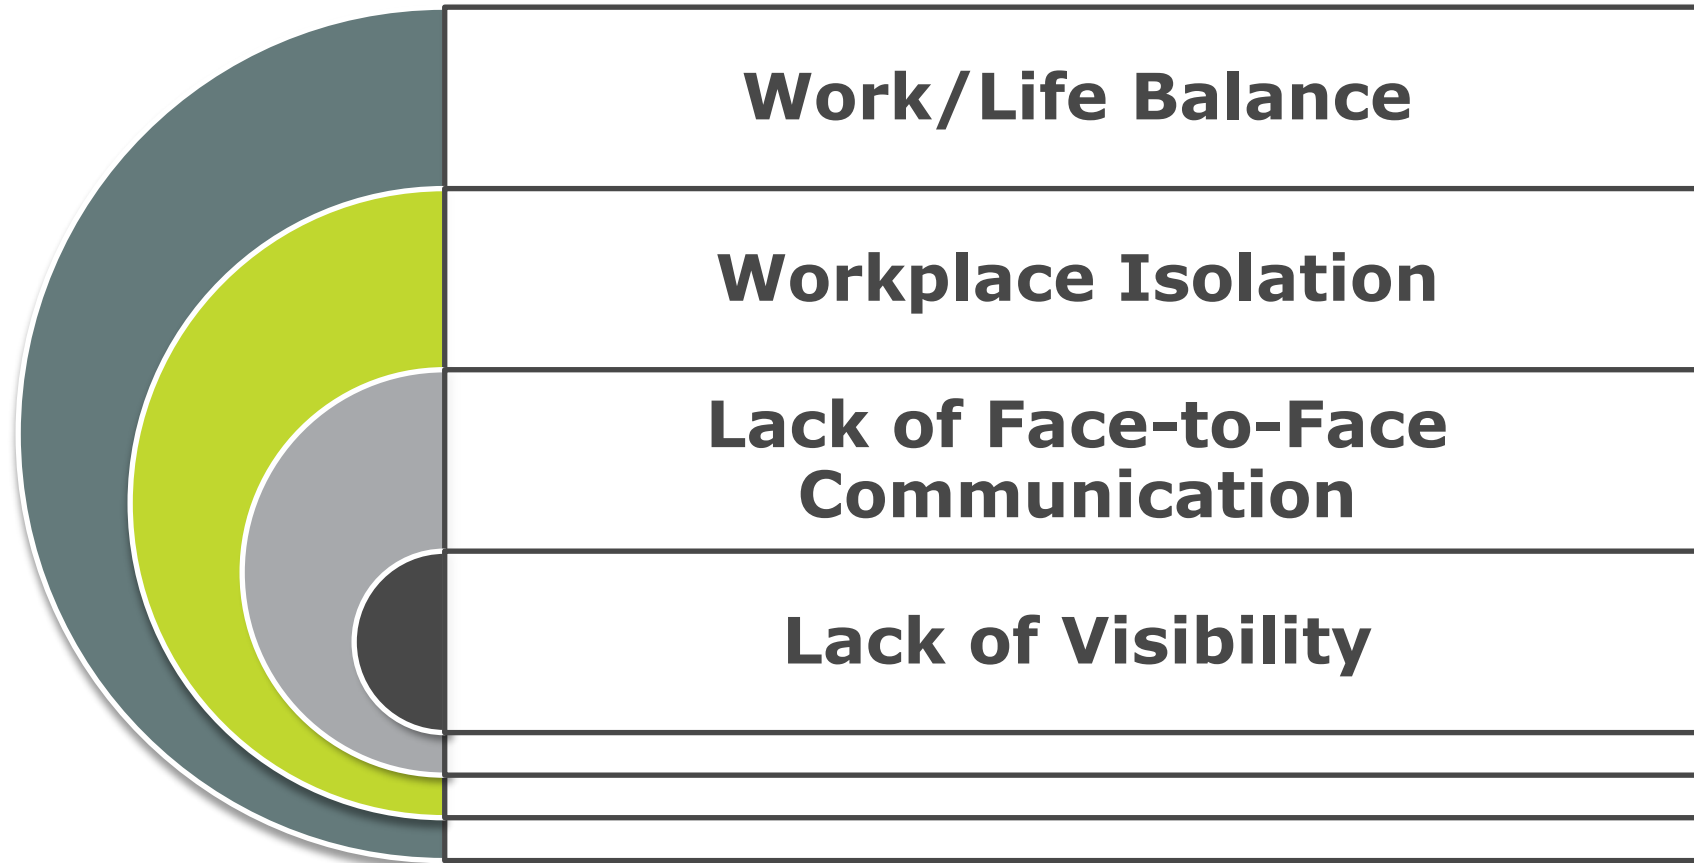 Work/Life Balance
Workplace Isolation
Lack of Face-to-Face
Communication
Lack of Visibility